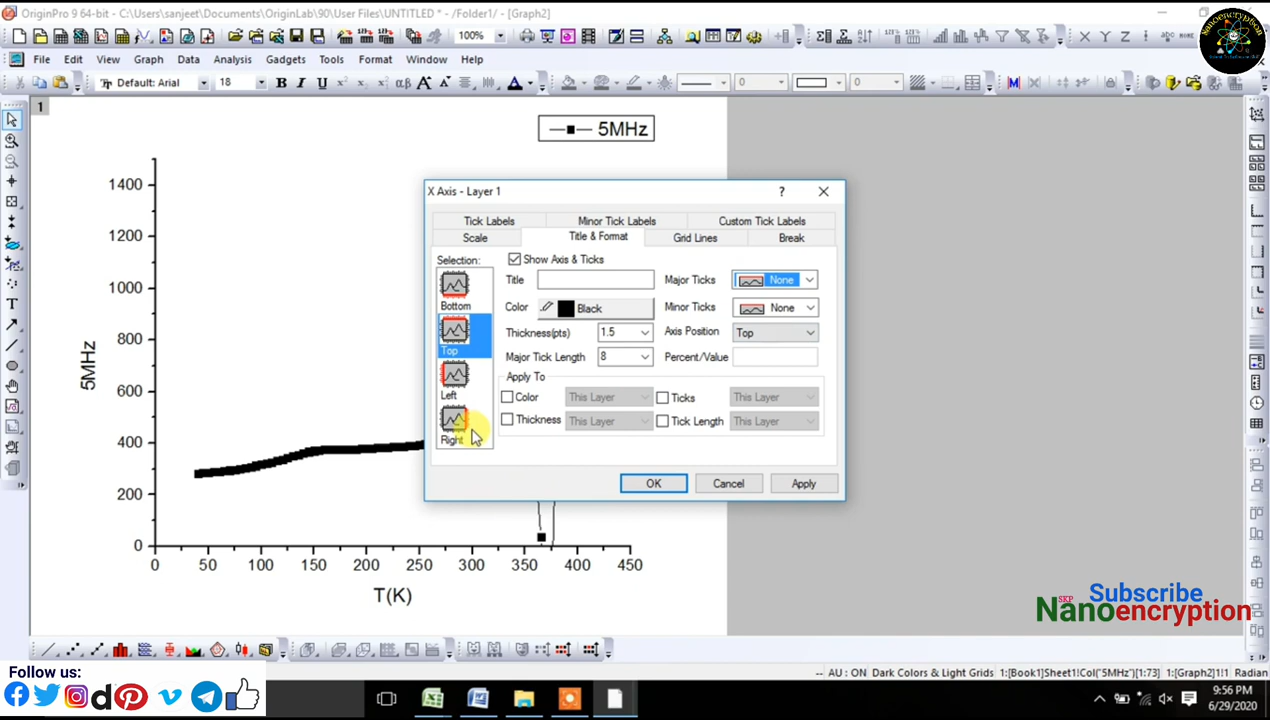 OriginPro 9 64-bit - C:\Users\sanjeet\Documents\OriginLab\90\User Files\UNTITLED * - /Folder1/ - [Graph2]
100%
File Edit View Graph Data Analysis Gadgets Tools Format Window Help
Default: Arial 18 B I U αβ A A A 0 0
1
5MHz
X Axis - Layer 1 ?
Tick Labels Minor Tick Labels Custom Tick Labels
Scale Title & Format Grid Lines Break
Selection:
Bottom
Top
Left
Right
Show Axis & Ticks
Title
Color Black
Thickness(pts) 1.5
Major Tick Length 8
Major Ticks None
Minor Ticks None
Axis Position Top
Percent/Value
Apply To
Color This Layer Ticks This Layer
Thickness This Layer Tick Length This Layer
OK Cancel Apply
1400
1200
1000
800
600
400
200
0
5MHz
0 50 100 150 200 250 300 350 400 450
T(K)
Subscribe
SKP
Nanoencryption
-- AU : ON Dark Colors & Light Grids 1:[Book1]Sheet1!Col("5MHz")[1:73] 1:[Graph2]1!1 Radian
Follow us:
9:56 PM
6/29/2020